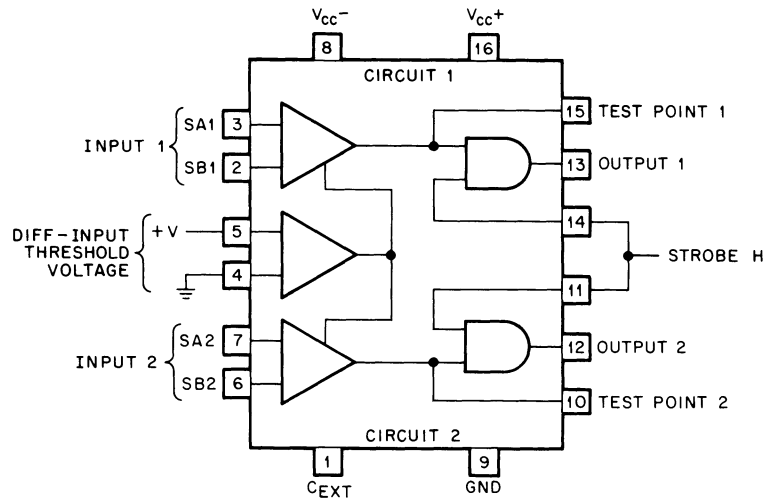 VCC-
VCC+
8
16
CIRCUIT 1
INPUT 1
SA1 3
SB1 2
15 TEST POINT 1
13 OUTPUT 1
14
DIFF-INPUT
THRESHOLD
VOLTAGE
+V 5
4
STROBE H
11
INPUT 2
SA2 7
SB2 6
12 OUTPUT 2
10 TEST POINT 2
CIRCUIT 2
1
9
CEXT
GND